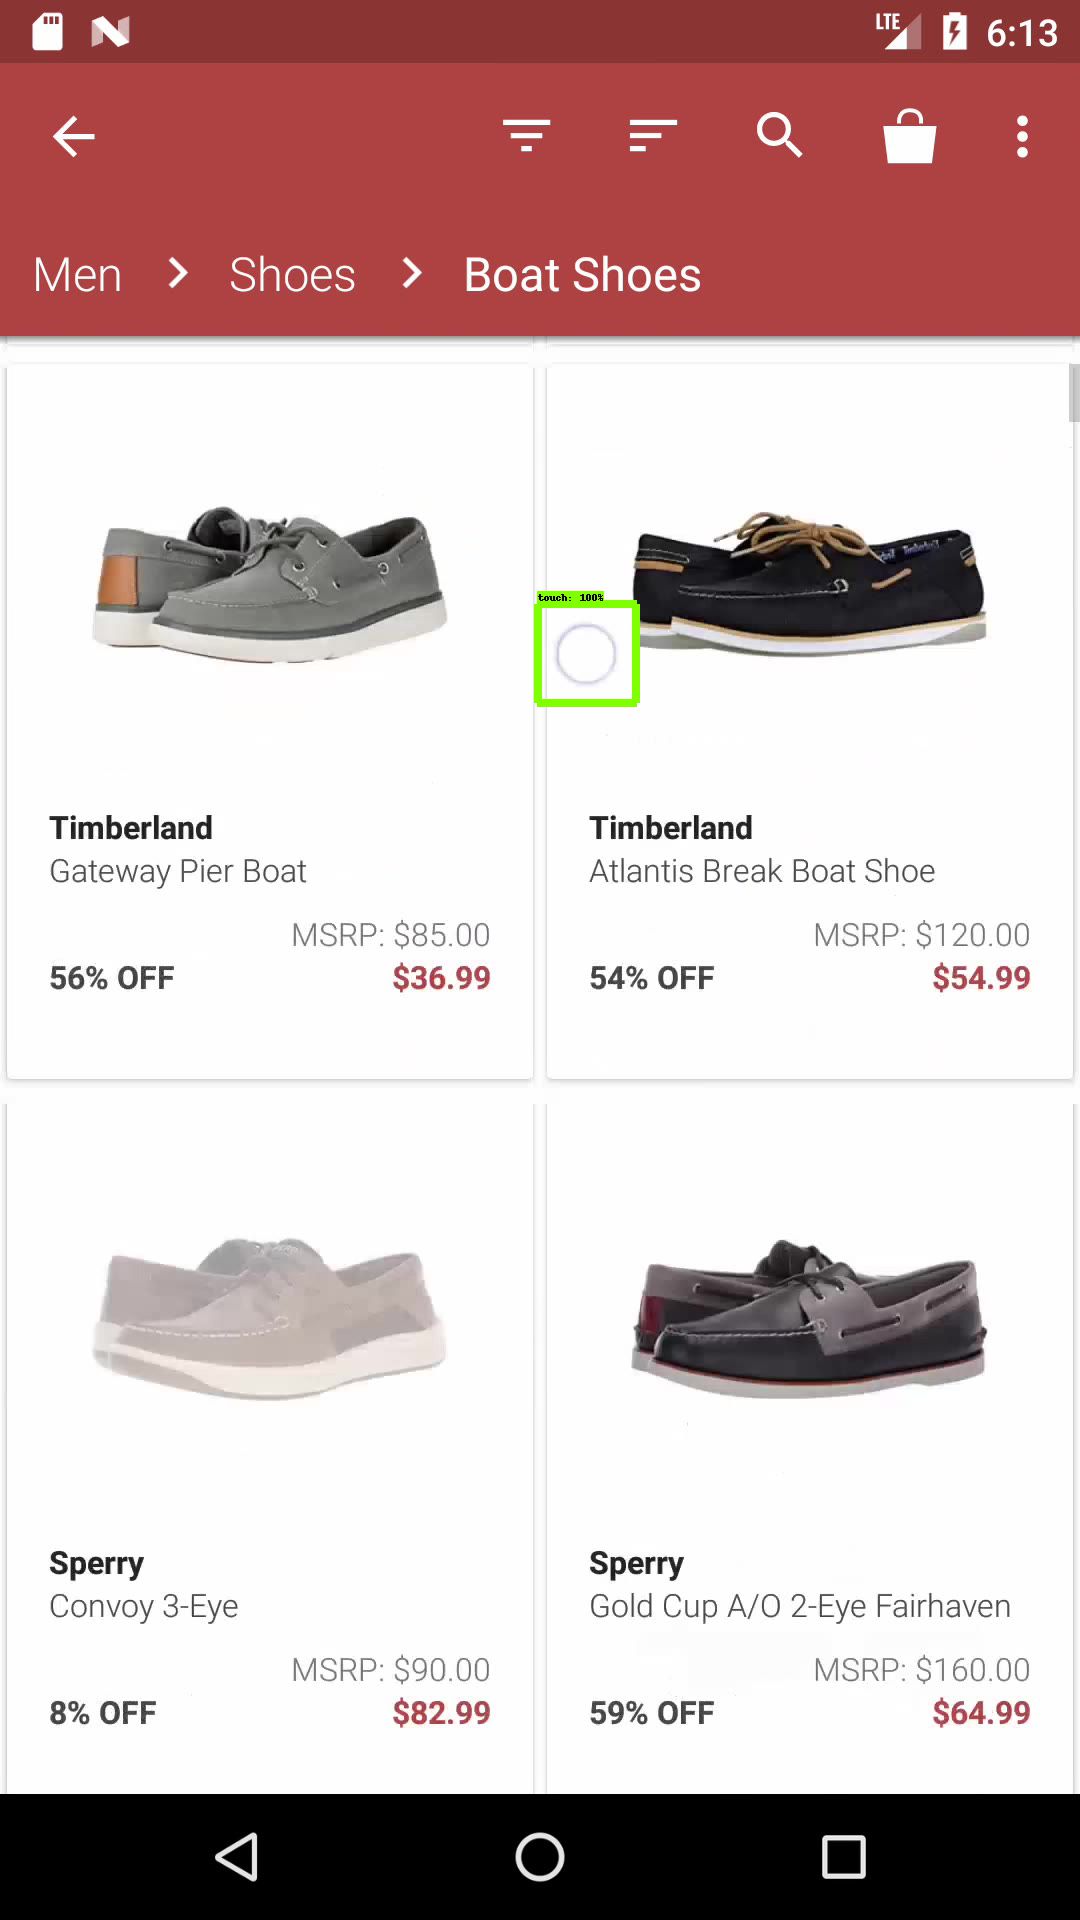 LTE 6:13
Men Shoes Boat Shoes
touch: 100%
Timberland
Gateway Pier Boat
MSRP: $85.00
56% OFF $36.99
Timberland
Timberland
Atlantis Break Boat Shoe
MSRP: $120.00
54% OFF $54.99
Sperry
Convoy 3-Eye
MSRP: $90.00
8% OFF $82.99
Sperry
Gold Cup A/O 2-Eye Fairhaven
MSRP: $160.00
59% OFF $64.99